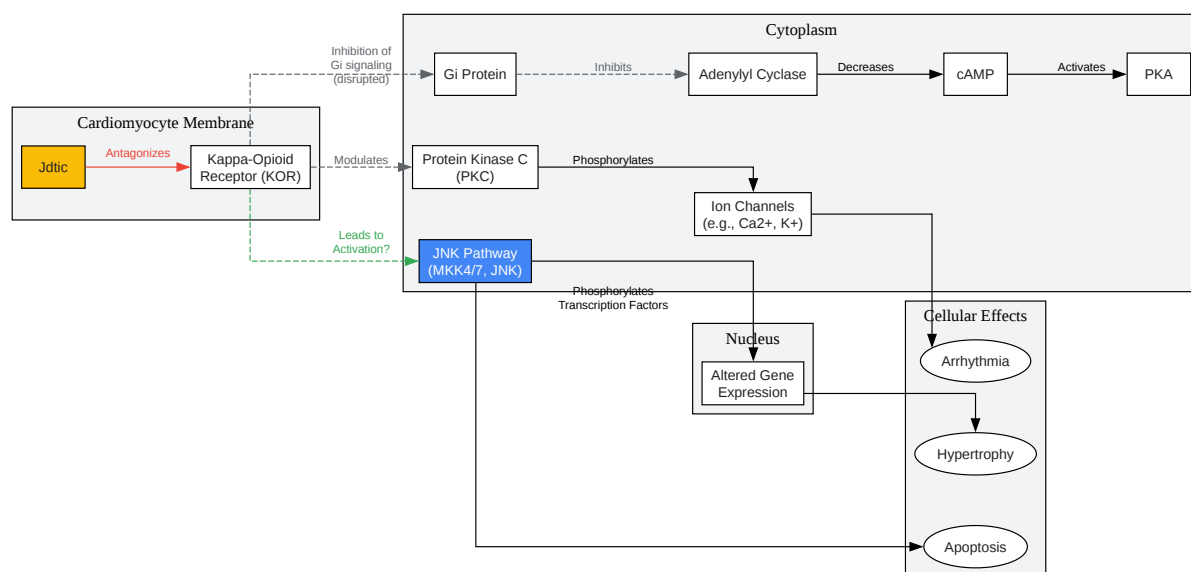 Cytoplasm
Inhibition of
Gi signaling
(disrupted)
Gi Protein
Inhibits
Adenylyl Cyclase
Decreases
cAMP
Activates
PKA
Cardiomyocyte Membrane
Jdtic
Antagonizes
Kappa-Opioid
Receptor (KOR)
Modulates
Protein Kinase C
(PKC)
Phosphorylates
Ion Channels
(e.g., Ca2+, K+)
Leads to
Activation?
JNK Pathway
(MKK4/7, JNK)
Phosphorylates
Transcription Factors
Nucleus
Altered Gene
Expression
Cellular Effects
Arrhythmia
Hypertrophy
Apoptosis